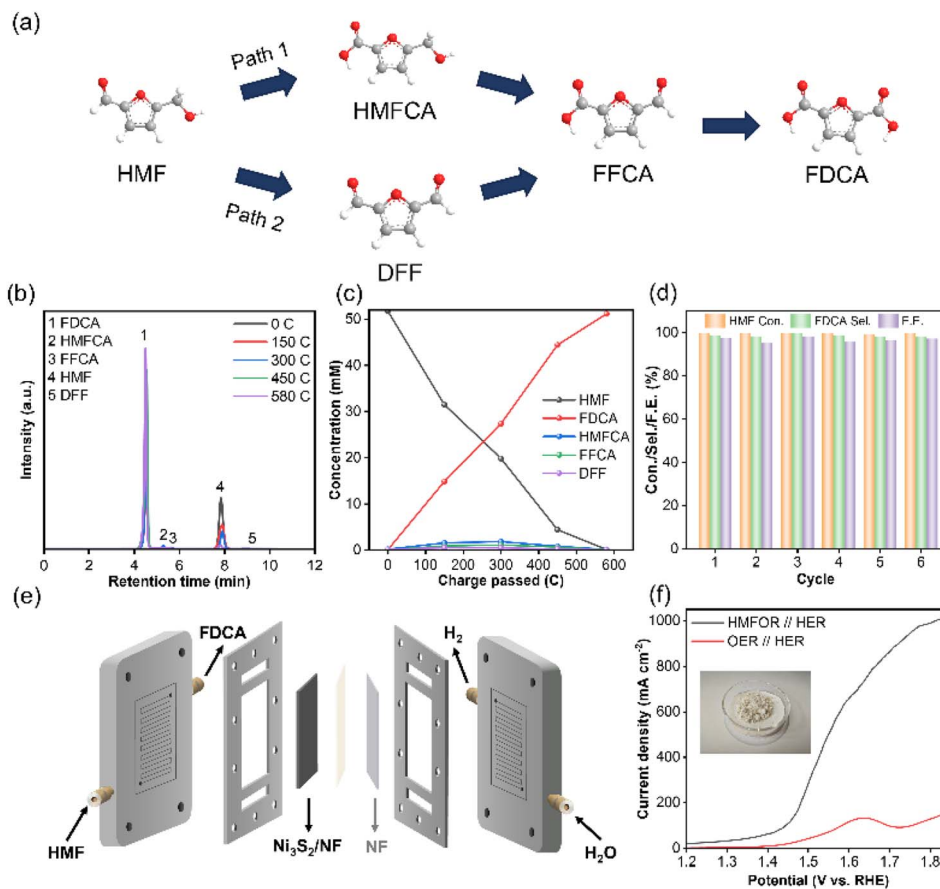 (a)
Path 1
HMFCA
HMF
FFCA
FDCA
Path 2
DFF
(b)
1 FDCA
2 HMFCA
3 FFCA
4 HMF
5 DFF
0 C
150 C
300 C
450 C
580 C
1
2
3
4
5
Intensity (a.u.)
0 2 4 6 8 10 12
Retention time (min)
(c)
50
40
30
20
10
0
Concentration (mM)
HMF
FDCA
HMFCA
FFCA
DFF
0 100 200 300 400 500 600
Charge passed (C)
(d)
HMF Con. FDCA Sel. F.F.
100
80
60
40
20
0
Con./Sel./F.E. (%)
1 2 3 4 5 6
Cycle
(e)
FDCA
H₂
HMF
Ni₃S₂/NF
NF
H₂O
(f)
HMFOR // HER
OER // HER
1000
800
600
400
200
0
Current density (mA cm⁻²)
1.2 1.3 1.4 1.5 1.6 1.7 1.8
Potential (V vs. RHE)